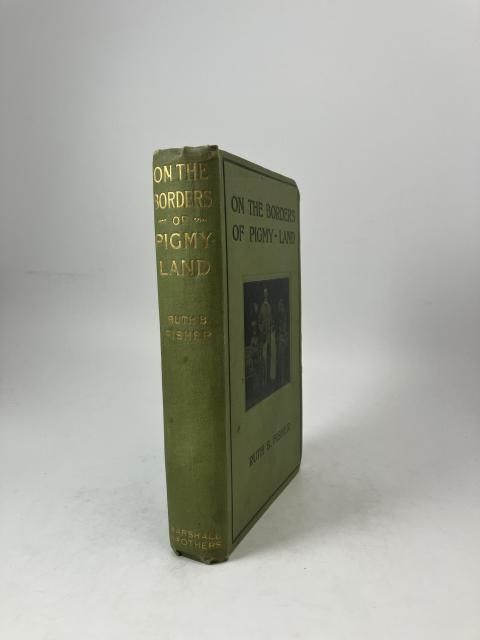 ON THE
BORDERS
OF
PIGMY-
LAND
RUTH B.
FISHER
MARSHALL
BROTHERS
ON THE BORDERS
OF PIGMY-LAND
RUTH B. FISHER